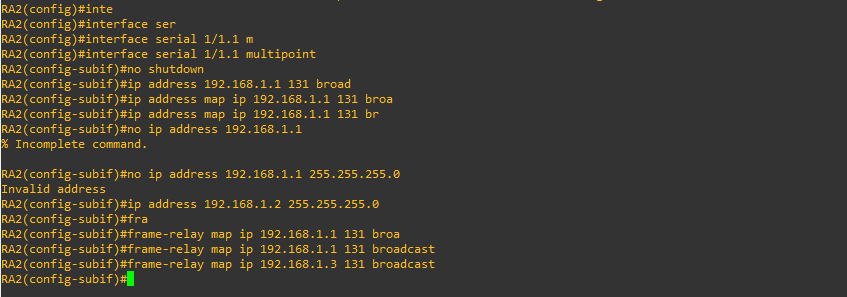 RA2(config)#inte
RA2(config)#interface ser
RA2(config)#interface serial 1/1.1 m
RA2(config)#interface serial 1/1.1 multipoint
RA2(config-subif)#no shutdown
RA2(config-subif)#ip address 192.168.1.1 131 broad
RA2(config-subif)#ip address map ip 192.168.1.1 131 broa
RA2(config-subif)#ip address map ip 192.168.1.1 131 br
RA2(config-subif)#no ip address 192.168.1.1
% Incomplete command.

RA2(config-subif)#no ip address 192.168.1.1 255.255.255.0
Invalid address
RA2(config-subif)#ip address 192.168.1.2 255.255.255.0
RA2(config-subif)#fra
RA2(config-subif)#frame-relay map ip 192.168.1.1 131 broa
RA2(config-subif)#frame-relay map ip 192.168.1.1 131 broadcast
RA2(config-subif)#frame-relay map ip 192.168.1.3 131 broadcast
RA2(config-subif)#